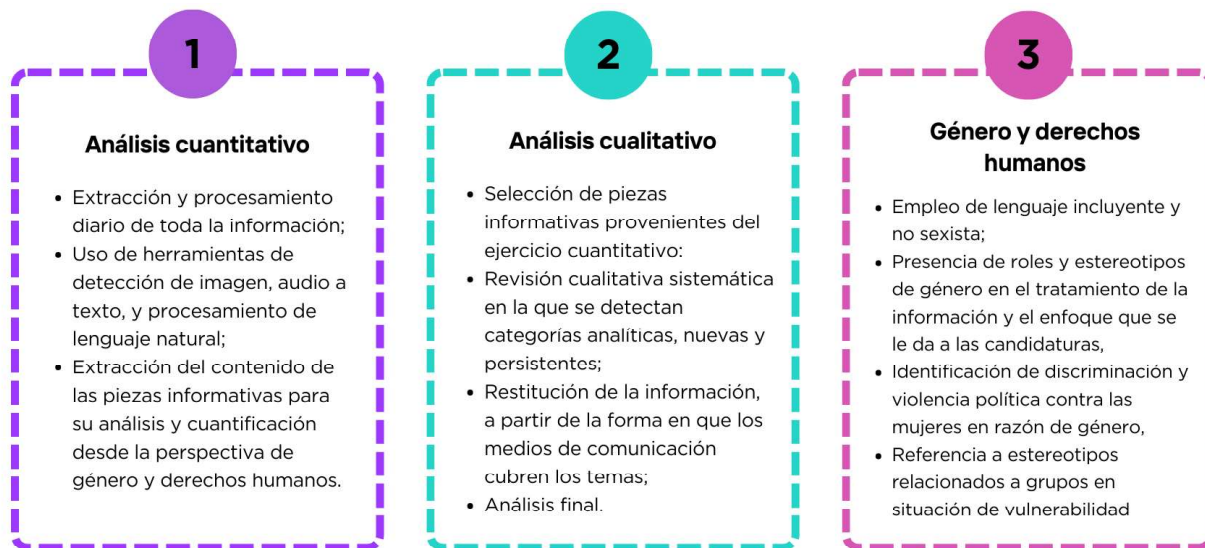 1
Análisis cuantitativo
• Extracción y procesamiento
diario de toda la información;
• Uso de herramientas de
detección de imagen, audio a
texto, y procesamiento de
lenguaje natural;
• Extracción del contenido de
las piezas informativas para
su análisis y cuantificación
desde la perspectiva de
género y derechos humanos.
2
Análisis cualitativo
• Selección de piezas
informativas provenientes del
ejercicio cuantitativo:
• Revisión cualitativa sistemática
en la que se detectan
categorías analíticas, nuevas y
persistentes;
• Restitución de la información,
a partir de la forma en que los
medios de comunicación
cubren los temas;
• Análisis final.
3
Género y derechos
humanos
• Empleo de lenguaje incluyente y
no sexista;
• Presencia de roles y estereotipos
de género en el tratamiento de la
información y el enfoque que se
le da a las candidaturas,
• Identificación de discriminación y
violencia política contra las
mujeres en razón de género,
• Referencia a estereotipos
relacionados a grupos en
situación de vulnerabilidad